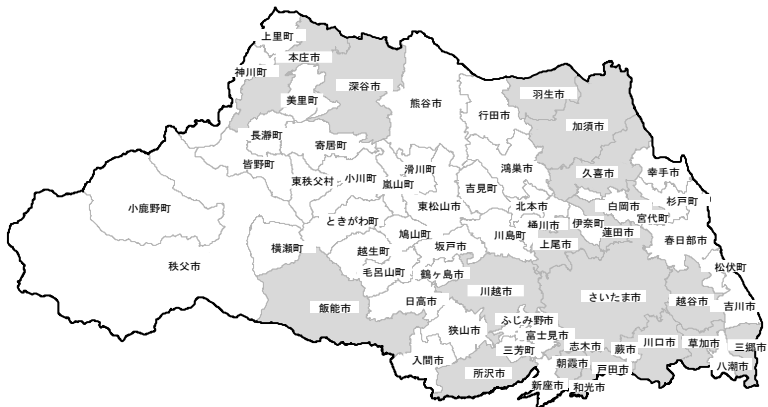 上里町
本庄市
神川町
深谷市
美里町
熊谷市
羽生市
行田市
加須市
長瀞町
寄居町
皆野町
東秩父村
小川町
嵐山町
滑川町
吉見町
鴻巣市
久喜市
幸手市
小鹿野町
ときがわ町
東松山市
北本市
白岡市
杉戸町
宮代町
桶川市
伊奈町
蓮田市
鳩山町
坂戸市
川島町
上尾市
春日部市
横瀬町
越生町
秩父市
毛呂山町
鶴ヶ島市
松伏町
飯能市
日高市
川越市
さいたま市
越谷市
吉川市
狭山市
ふじみ野市
富士見市
三芳町
志木市
蕨市
川口市
草加市
三郷市
入間市
所沢市
朝霞市
戸田市
八潮市
新座市
和光市